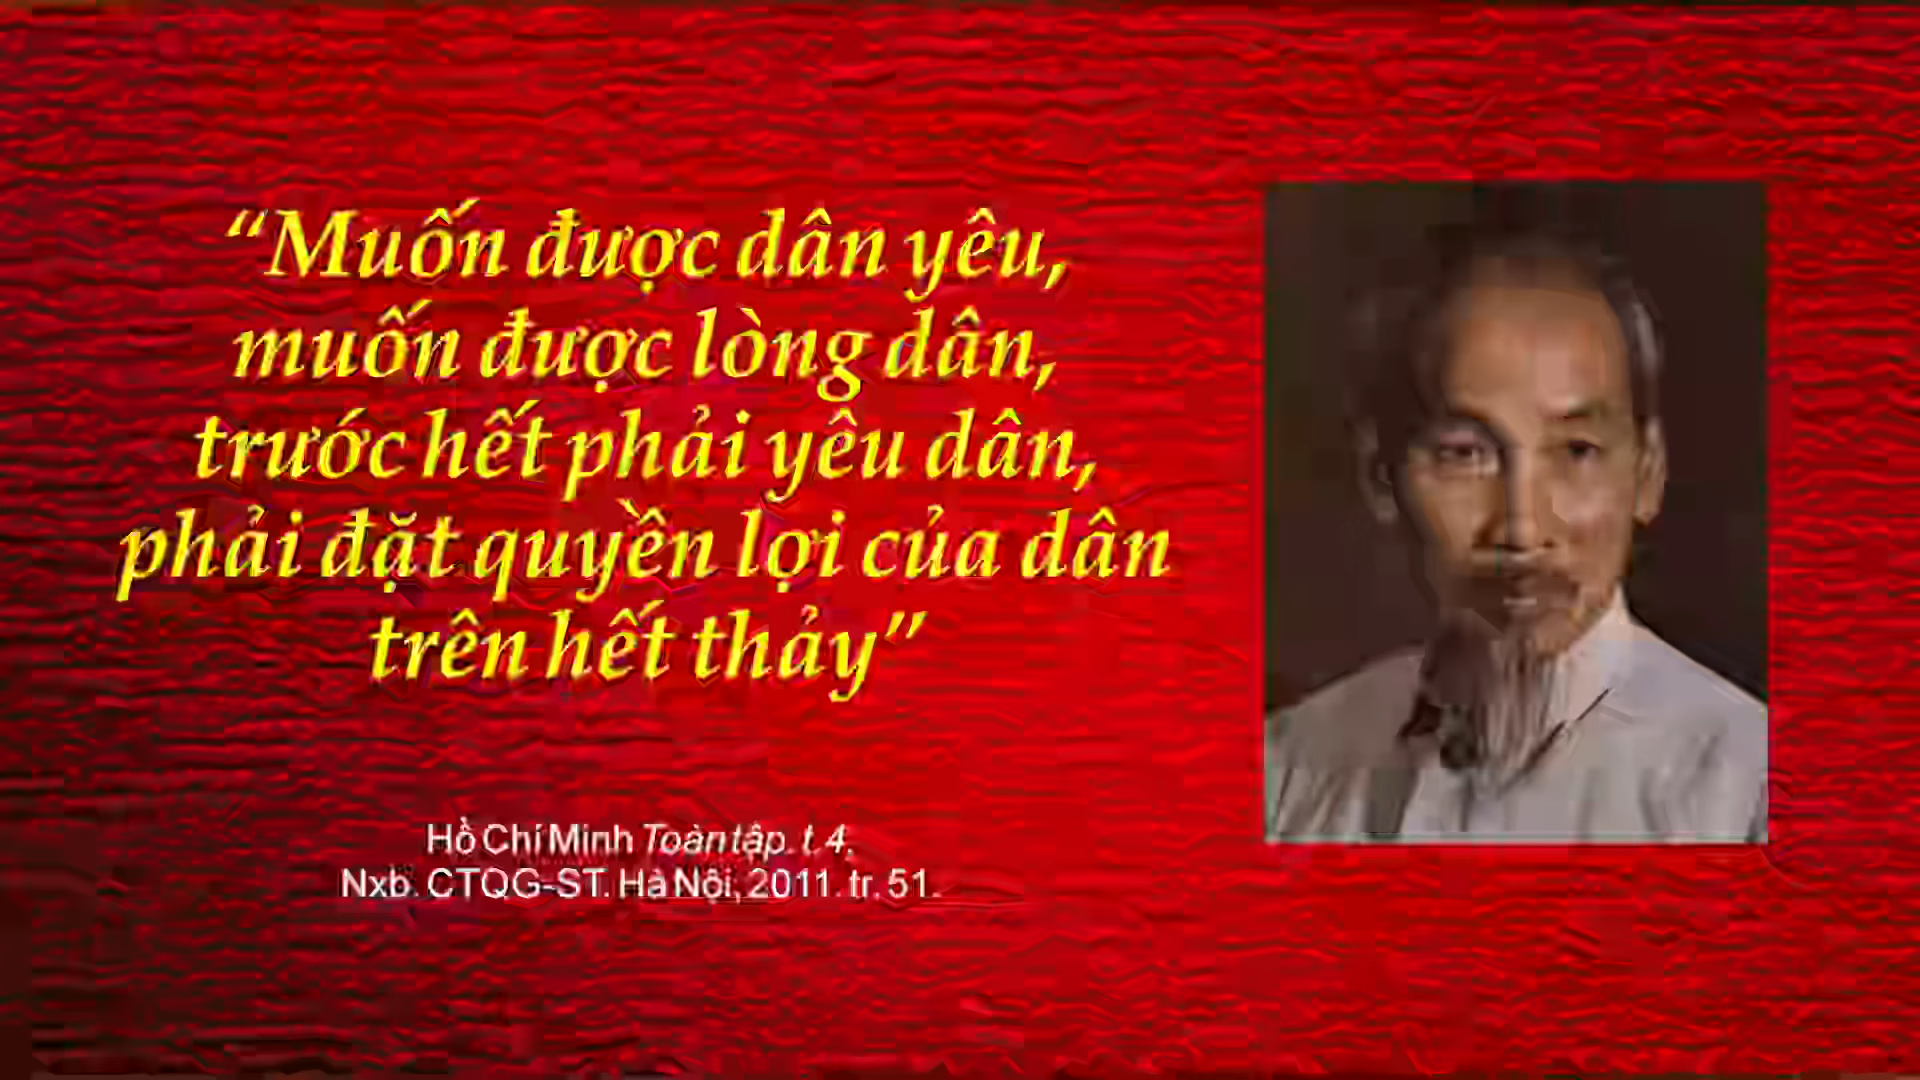 “Muốn được dân yêu,
muốn được lòng dân,
trước hết phải yêu dân,
phải đặt quyền lợi của dân
trên hết thảy”
Hồ Chí Minh Toàn tập. t. 4.
Nxb. CTQG-ST. Hà Nội, 2011. tr. 51.